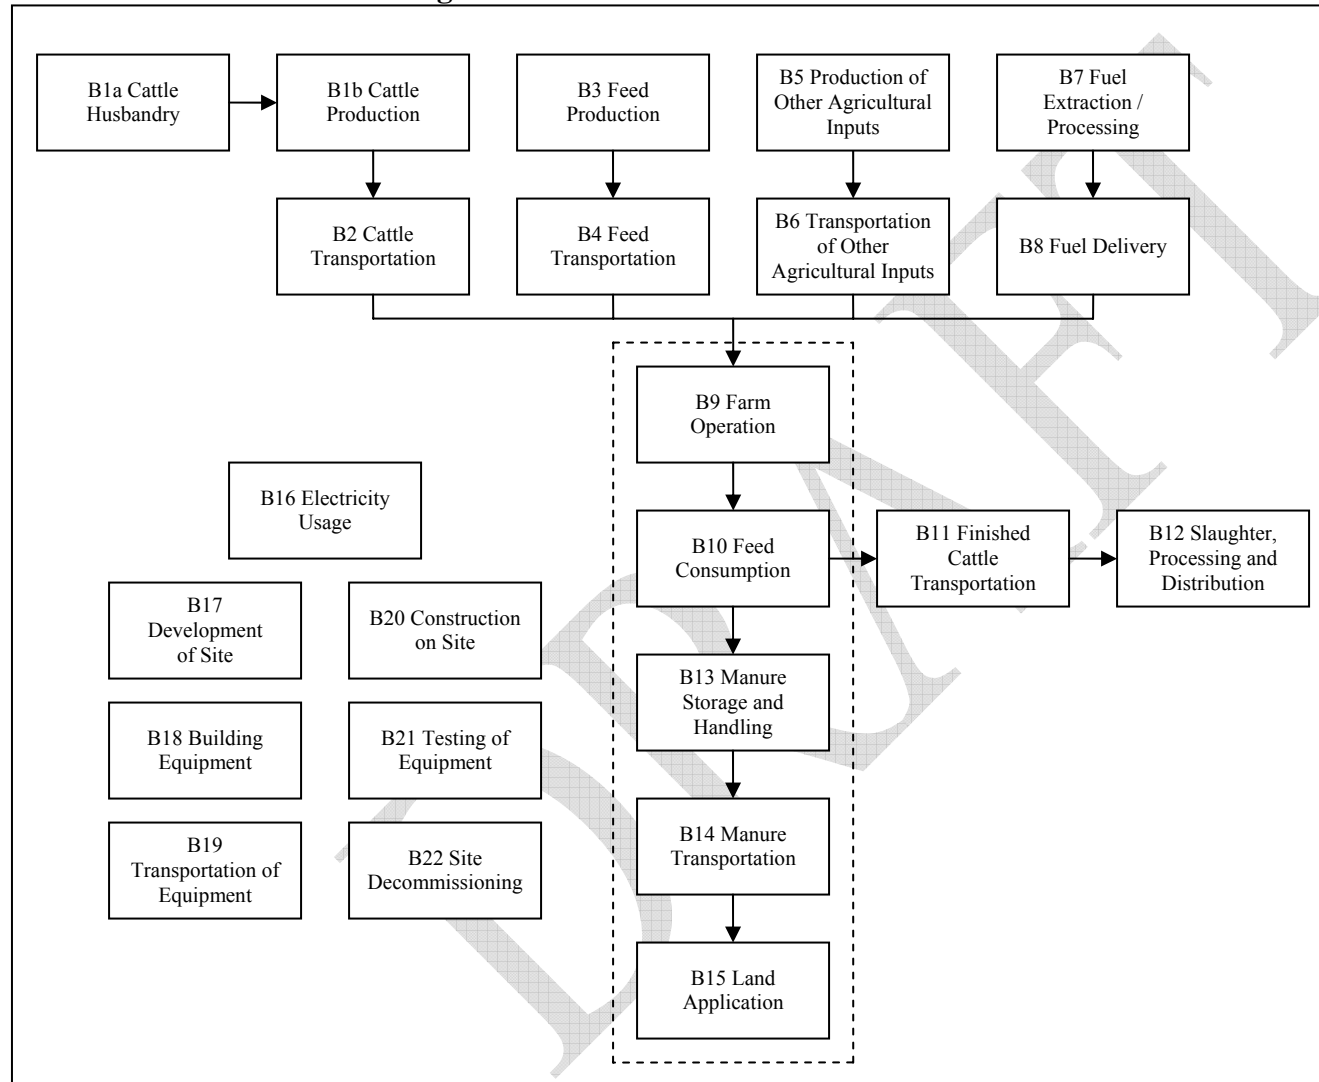 B1a Cattle
Husbandry
B1b Cattle
Production
B3 Feed
Production
B5 Production of
Other Agricultural
Inputs
B7 Fuel
Extraction /
Processing
B2 Cattle
Transportation
B4 Feed
Transportation
B6 Transportation
of Other
Agricultural Inputs
B8 Fuel Delivery
B9 Farm
Operation
B16 Electricity
Usage
B10 Feed
Consumption
B11 Finished
Cattle
Transportation
B12 Slaughter,
Processing and
Distribution
B17
Development
of Site
B20 Construction
on Site
B13 Manure
Storage and
Handling
B18 Building
Equipment
B21 Testing of
Equipment
B14 Manure
Transportation
B19
Transportation of
Equipment
B22 Site
Decommissioning
B15 Land
Application
DRAFT